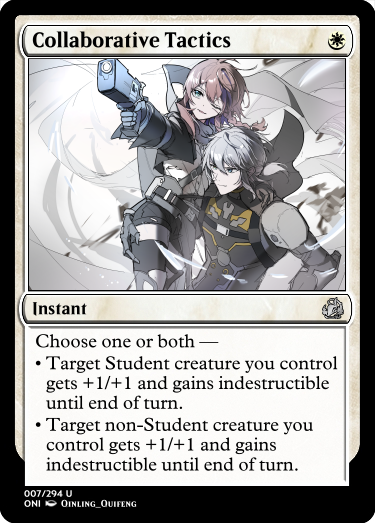 Collaborative Tactics
Instant
Choose one or both —
• Target Student creature you control
gets +1/+1 and gains indestructible
until end of turn.
• Target non-Student creature you
control gets +1/+1 and gains
indestructible until end of turn.
007/294 U
ONI Qinling_Quifeng